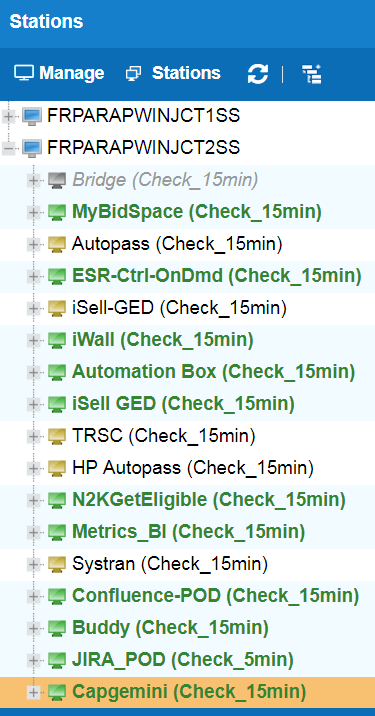 Stations
Manage Stations
FRPARAPWINJCT1SS
FRPARAPWINJCT2SS
Bridge (Check_15min)
MyBidSpace (Check_15min)
Autopass (Check_15min)
ESR-Ctrl-OnDmd (Check_15min)
iSell-GED (Check_15min)
iWall (Check_15min)
Automation Box (Check_15min)
iSell GED (Check_15min)
TRSC (Check_15min)
HP Autopass (Check_15min)
N2KGetEligible (Check_15min)
Metrics_BI (Check_15min)
Systran (Check_15min)
Confluence-POD (Check_15min)
Buddy (Check_15min)
JIRA_POD (Check_5min)
Capgemini (Check_15min)